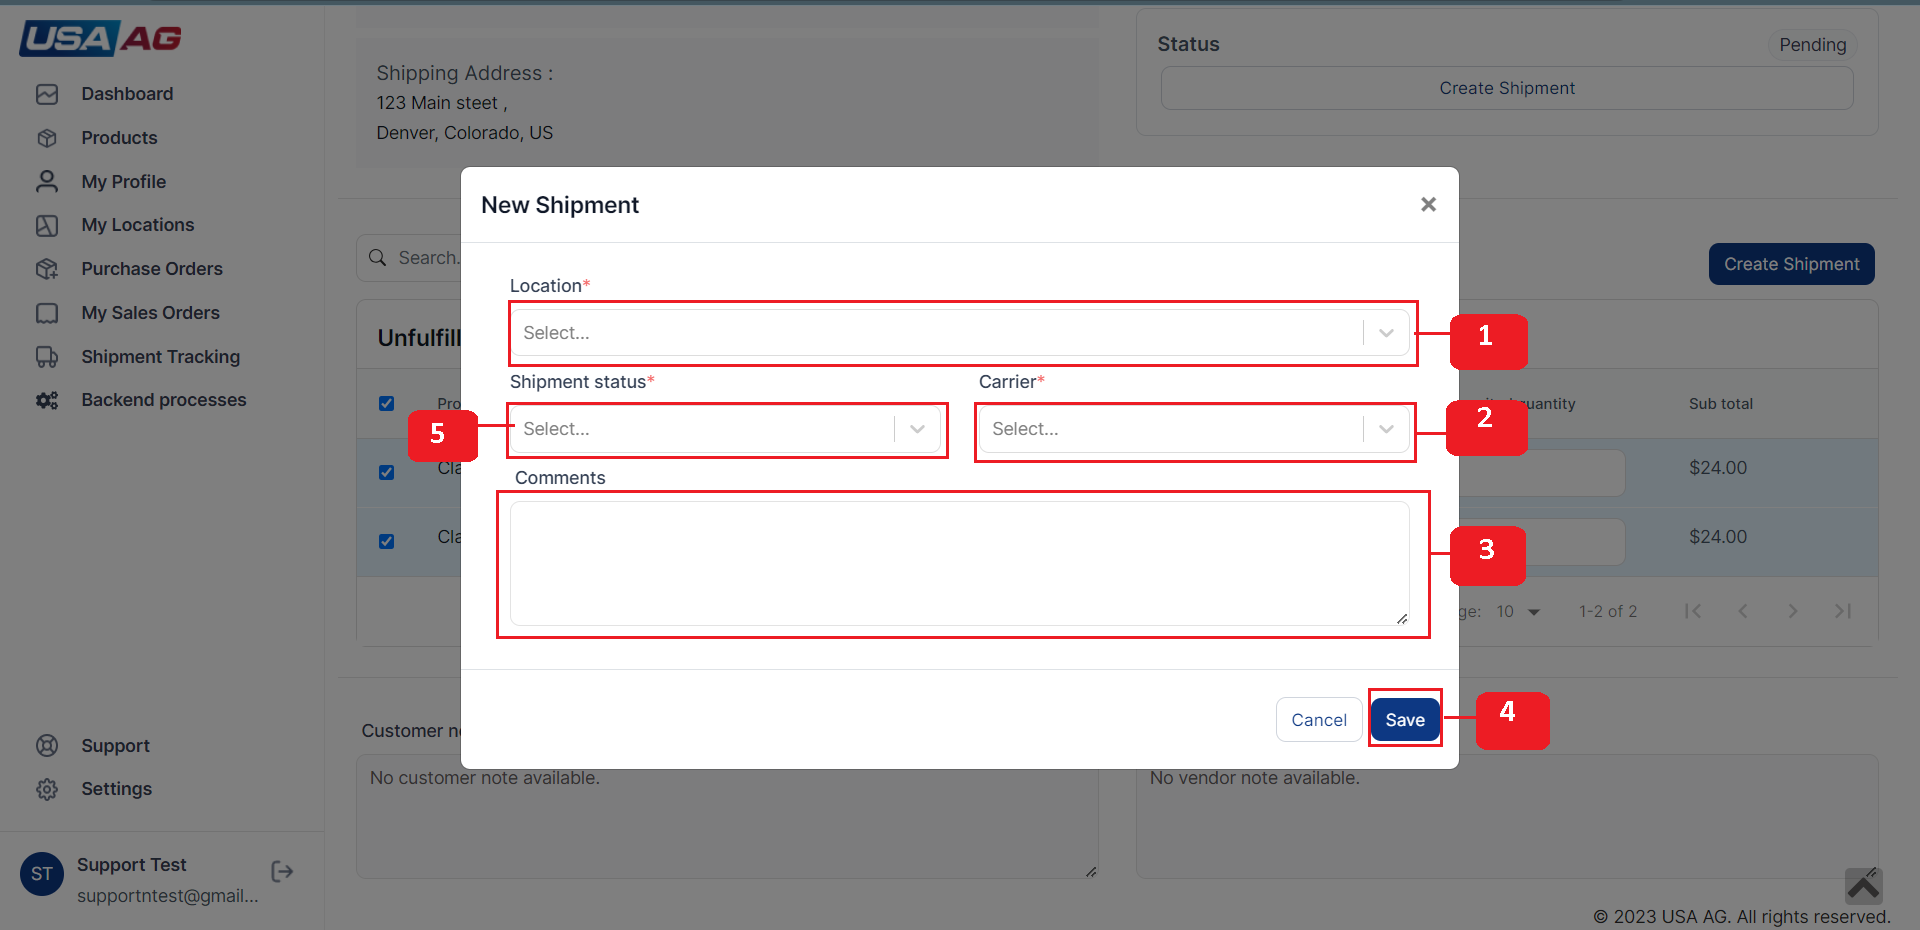 USA AG
Dashboard
Products
My Profile
My Locations
Purchase Orders
My Sales Orders
Shipment Tracking
Backend processes
Support
Settings
ST
Support Test
supportntest@gmail...
Shipping Address :
123 Main steet ,
Denver, Colorado, US
Status
Pending
Create Shipment
Search.
Create Shipment
Unfulfill
Pro
quantity
Sub total
Cla
$24.00
Cla
$24.00
ge: 10
1-2 of 2
New Shipment
×
Location*
Select...
1
Shipment status*
Carrier*
5
Select...
Select...
2
Comments
3
Cancel
Save
4
Customer n
No customer note available.
No vendor note available.
© 2023 USA AG. All rights reserved.